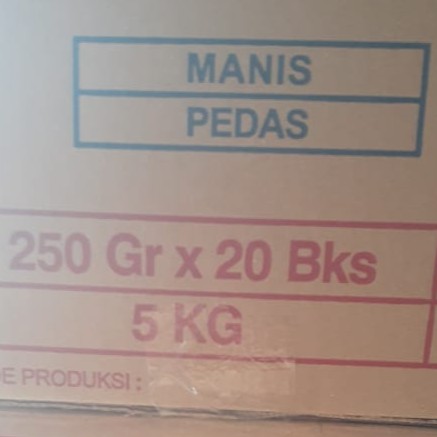 MANIS
PEDAS
250 Gr x 20 Bks
5 KG
PRODUKSI :